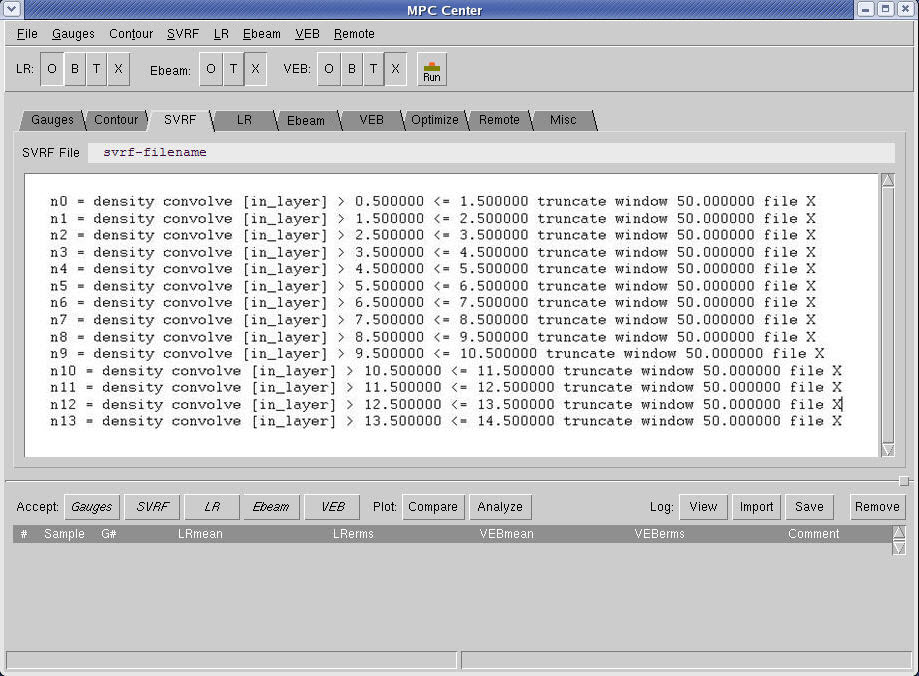 MPC Center
File Gauges Contour SVRF LR Ebeam VEB Remote
LR: O B T X Ebeam: O T X VEB: O B T X Run
Gauges Contour SVRF LR Ebeam VEB Optimize Remote Misc
SVRF File svrf-filename
n0 = density convolve [in_layer] > 0.500000 <= 1.500000 truncate window 50.000000 file X
n1 = density convolve [in_layer] > 1.500000 <= 2.500000 truncate window 50.000000 file X
n2 = density convolve [in_layer] > 2.500000 <= 3.500000 truncate window 50.000000 file X
n3 = density convolve [in_layer] > 3.500000 <= 4.500000 truncate window 50.000000 file X
n4 = density convolve [in_layer] > 4.500000 <= 5.500000 truncate window 50.000000 file X
n5 = density convolve [in_layer] > 5.500000 <= 6.500000 truncate window 50.000000 file X
n6 = density convolve [in_layer] > 6.500000 <= 7.500000 truncate window 50.000000 file X
n7 = density convolve [in_layer] > 7.500000 <= 8.500000 truncate window 50.000000 file X
n8 = density convolve [in_layer] > 8.500000 <= 9.500000 truncate window 50.000000 file X
n9 = density convolve [in_layer] > 9.500000 <= 10.500000 truncate window 50.000000 file X
n10 = density convolve [in_layer] > 10.500000 <= 11.500000 truncate window 50.000000 file X
n11 = density convolve [in_layer] > 11.500000 <= 12.500000 truncate window 50.000000 file X
n12 = density convolve [in_layer] > 12.500000 <= 13.500000 truncate window 50.000000 file X
n13 = density convolve [in_layer] > 13.500000 <= 14.500000 truncate window 50.000000 file X
Accept: Gauges SVRF LR Ebeam VEB Plot: Compare Analyze Log: View Import Save Remove
# Sample G# LRmean LRerms VEBmean VEBerms Comment